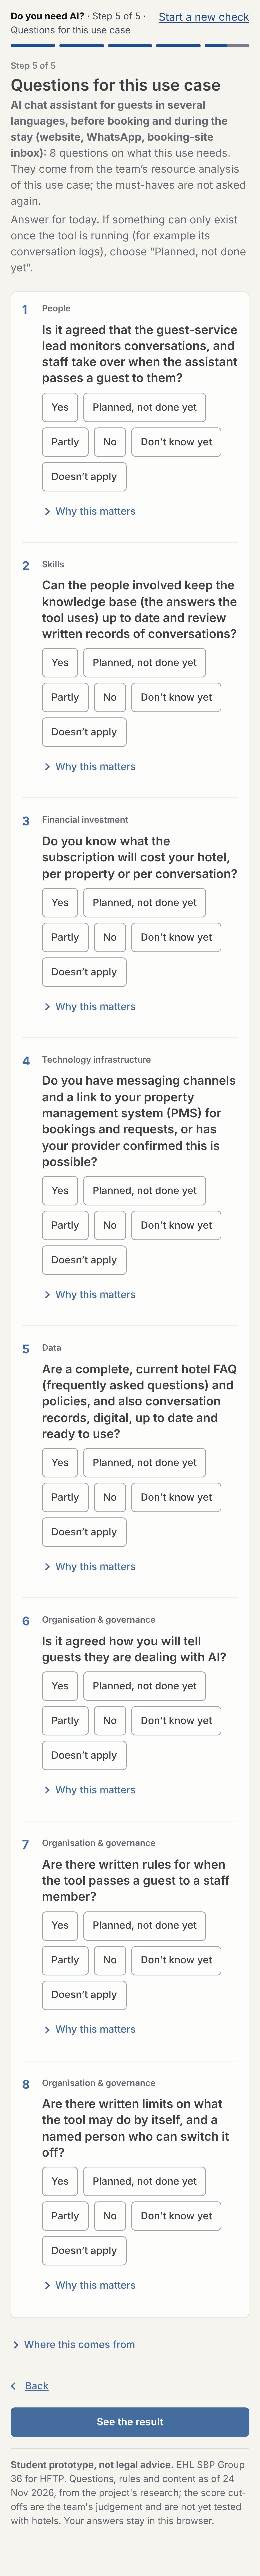 Do you need AI? · Step 5 of 5 ·
Questions for this use case
Start a new check
Step 5 of 5
Questions for this use case
AI chat assistant for guests in several
languages, before booking and during the
stay (website, WhatsApp, booking-site
inbox): 8 questions on what this use needs.
They come from the team's resource analysis
of this use case; the must-haves are not asked
again.
Answer for today. If something can only exist
once the tool is running (for example its
conversation logs), choose “Planned, not done
yet”.
1
People
Is it agreed that the guest-service
lead monitors conversations, and
staff take over when the assistant
passes a guest to them?
Yes
Planned, not done yet
Partly
No
Don't know yet
Doesn't apply
Why this matters
2
Skills
Can the people involved keep the
knowledge base (the answers the
tool uses) up to date and review
written records of conversations?
Yes
Planned, not done yet
Partly
No
Don't know yet
Doesn't apply
Why this matters
3
Financial investment
Do you know what the
subscription will cost your hotel,
per property or per conversation?
Yes
Planned, not done yet
Partly
No
Don't know yet
Doesn't apply
Why this matters
4
Technology infrastructure
Do you have messaging channels
and a link to your property
management system (PMS) for
bookings and requests, or has
your provider confirmed this is
possible?
Yes
Planned, not done yet
Partly
No
Don't know yet
Doesn't apply
Why this matters
5
Data
Are a complete, current hotel FAQ
(frequently asked questions) and
policies, and also conversation
records, digital, up to date and
ready to use?
Yes
Planned, not done yet
Partly
No
Don't know yet
Doesn't apply
Why this matters
6
Organisation & governance
Is it agreed how you will tell
guests they are dealing with AI?
Yes
Planned, not done yet
Partly
No
Don't know yet
Doesn't apply
Why this matters
7
Organisation & governance
Are there written rules for when
the tool passes a guest to a staff
member?
Yes
Planned, not done yet
Partly
No
Don't know yet
Doesn't apply
Why this matters
8
Organisation & governance
Are there written limits on what
the tool may do by itself, and a
named person who can switch it
off?
Yes
Planned, not done yet
Partly
No
Don't know yet
Doesn't apply
Why this matters
Where this comes from
Back
See the result
Student prototype, not legal advice. EHL SBP Group
36 for HFTP. Questions, rules and content as of 24
Nov 2026, from the project's research; the score cut-
offs are the team's judgement and are not yet tested
with hotels. Your answers stay in this browser.